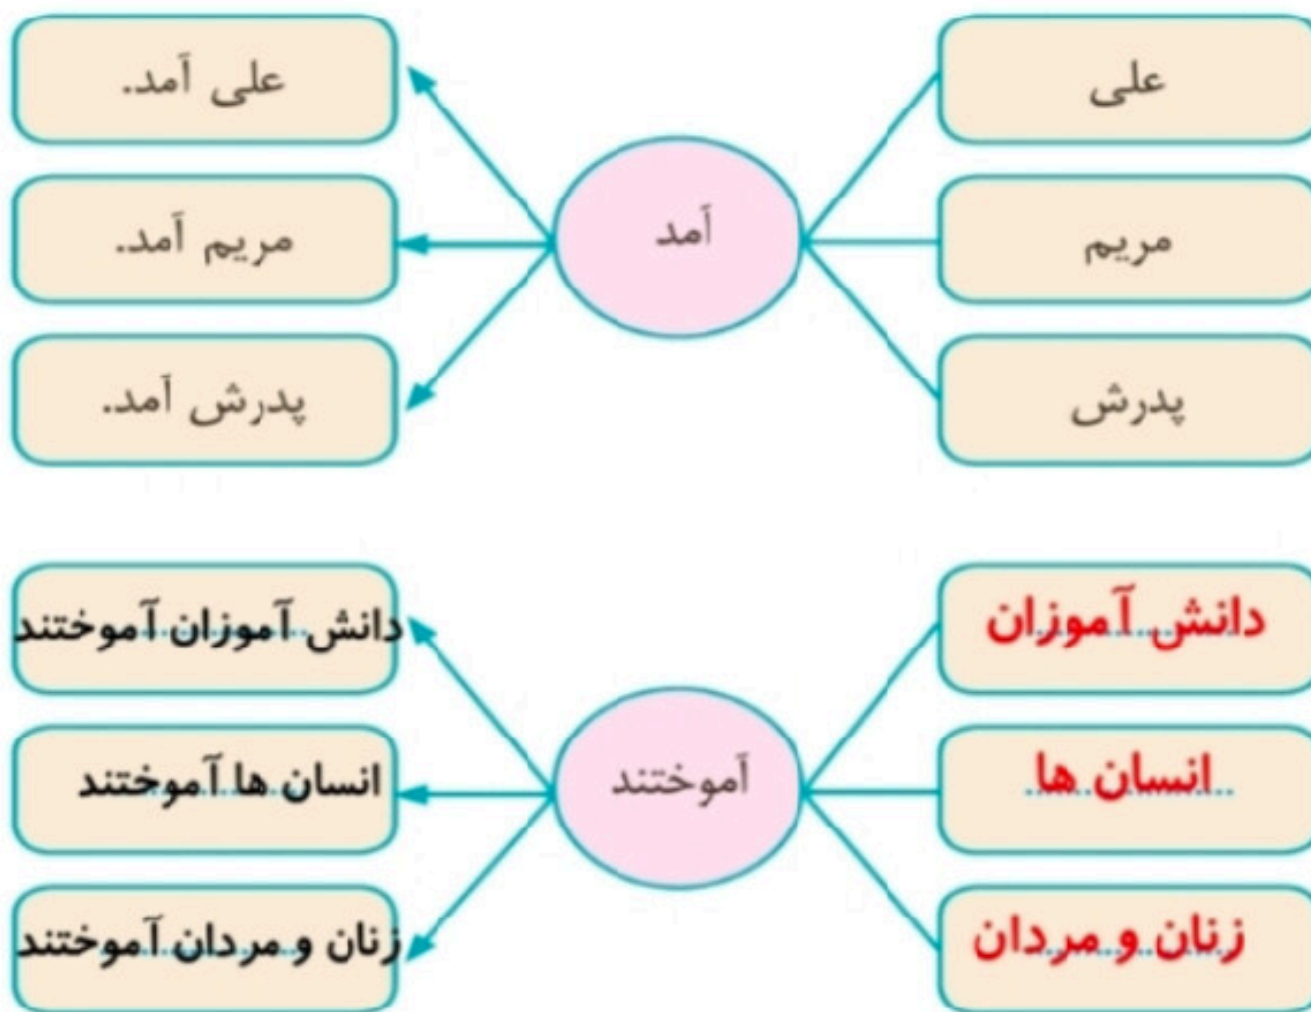 علی
آمد
علی آمد.
مریم
مریم آمد.
پدرش
پدرش آمد.
دانش آموزان
آموختند
دانش آموزان آموختند
انسان ها
انسان ها آموختند
زنان و مردان
زنان و مردان آموختند